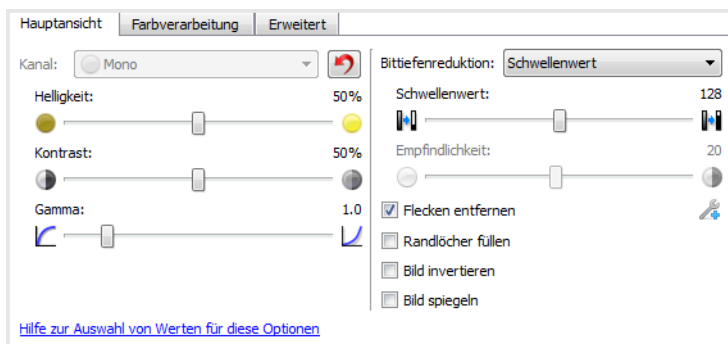 Hauptansicht Farbverarbeitung Erweitert
Kanal: Mono
Helligkeit: 50%
Kontrast: 50%
Gamma: 1.0
Bittiefenreduktion: Schwellenwert
Schwellenwert: 128
Empfindlichkeit: 20
Flecken entfernen
Randlöcher füllen
Bild invertieren
Bild spiegeln
Hilfe zur Auswahl von Werten für diese Optionen